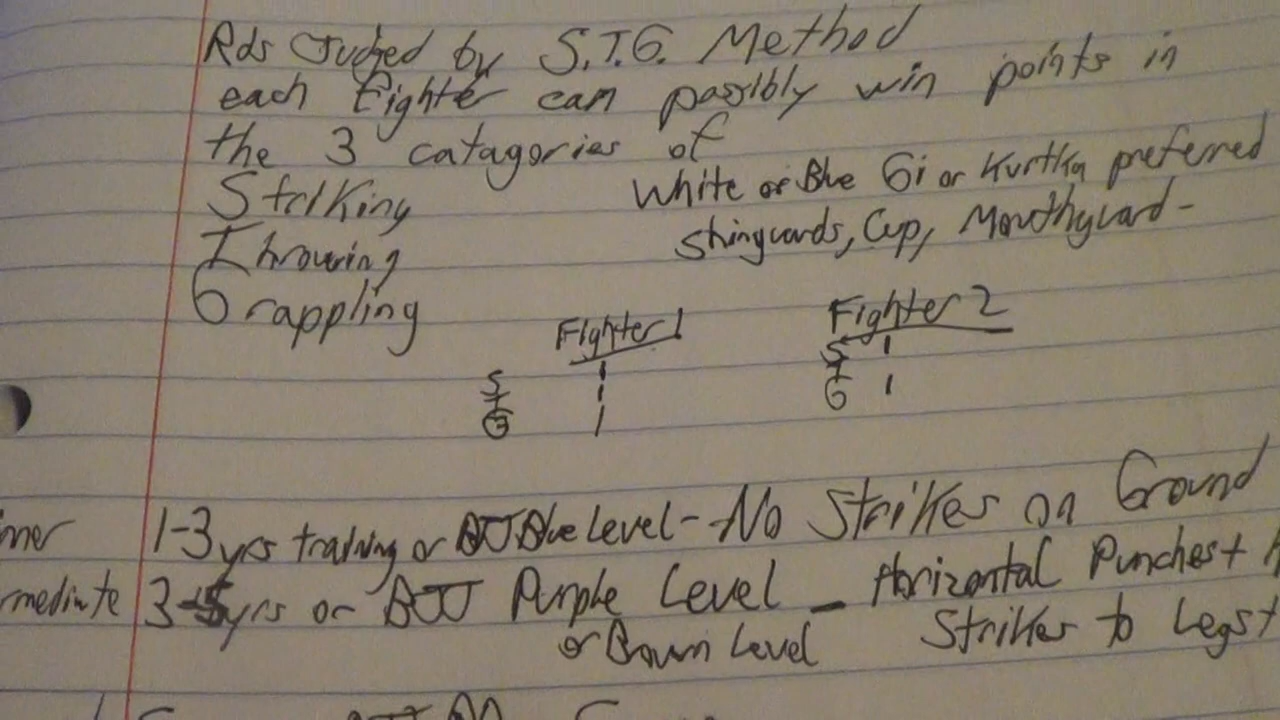 Rds Judged by S.T.G. Method
each Fighter can possibly win points in
the 3 catagories of
Striking
White or Blue Gi or Kurtka preferred
Throwing
Shinguards, Cup, Mouthguard-
Grappling
Fighter 1
Fighter 2
S 1
T 1
G 1
S 1
T
G 1
1-3 yrs training or BJJ Blue Level--No Strikes on Ground
3-5yrs or BJJ Purple Level - Horizontal Punches+
or Brown Level Strikes to Legs+